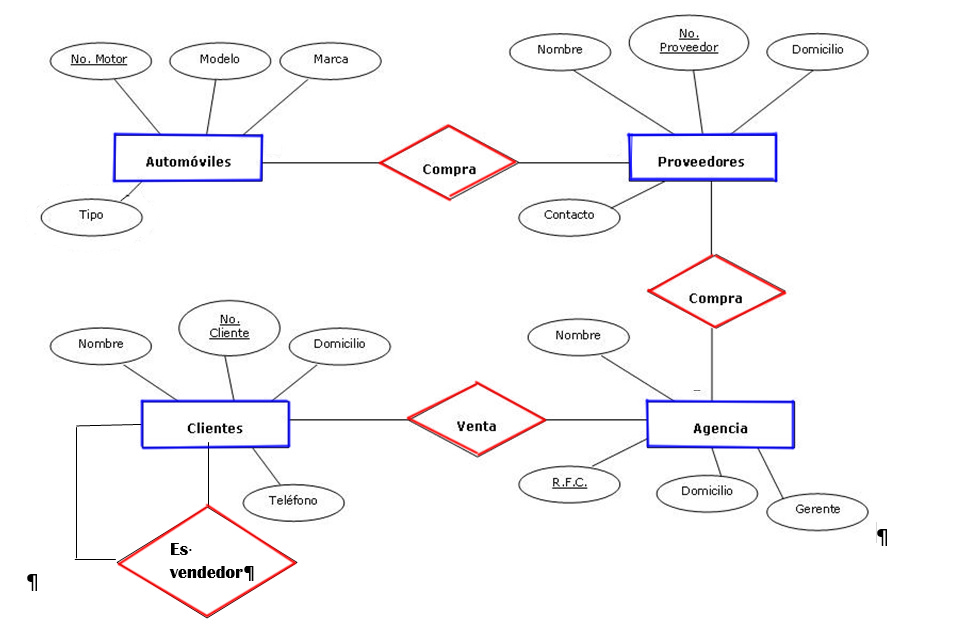 No. Motor
Modelo
Marca
Nombre
No.
Proveedor
Domicilio
Automóviles
Compra
Proveedores
Tipo
Contacto
Compra
Nombre
No.
Cliente
Domicilio
Nombre
Clientes
Venta
Agencia
Teléfono
R.F.C.
Domicilio
Gerente
¶
Es·
vendedor¶
¶